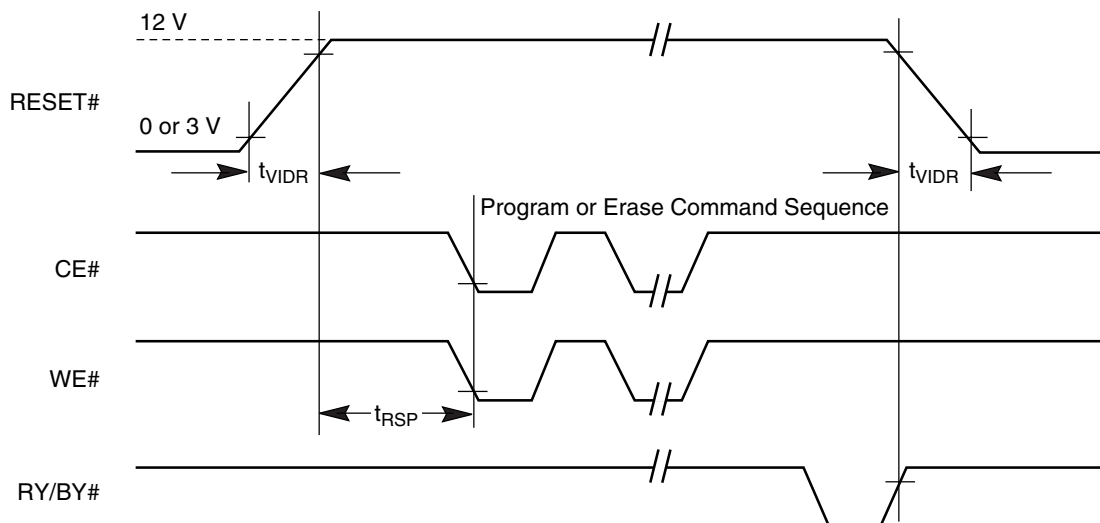 12 V
RESET#
0 or 3 V
tVIDR
tVIDR
Program or Erase Command Sequence
CE#
WE#
tRSP
RY/BY#